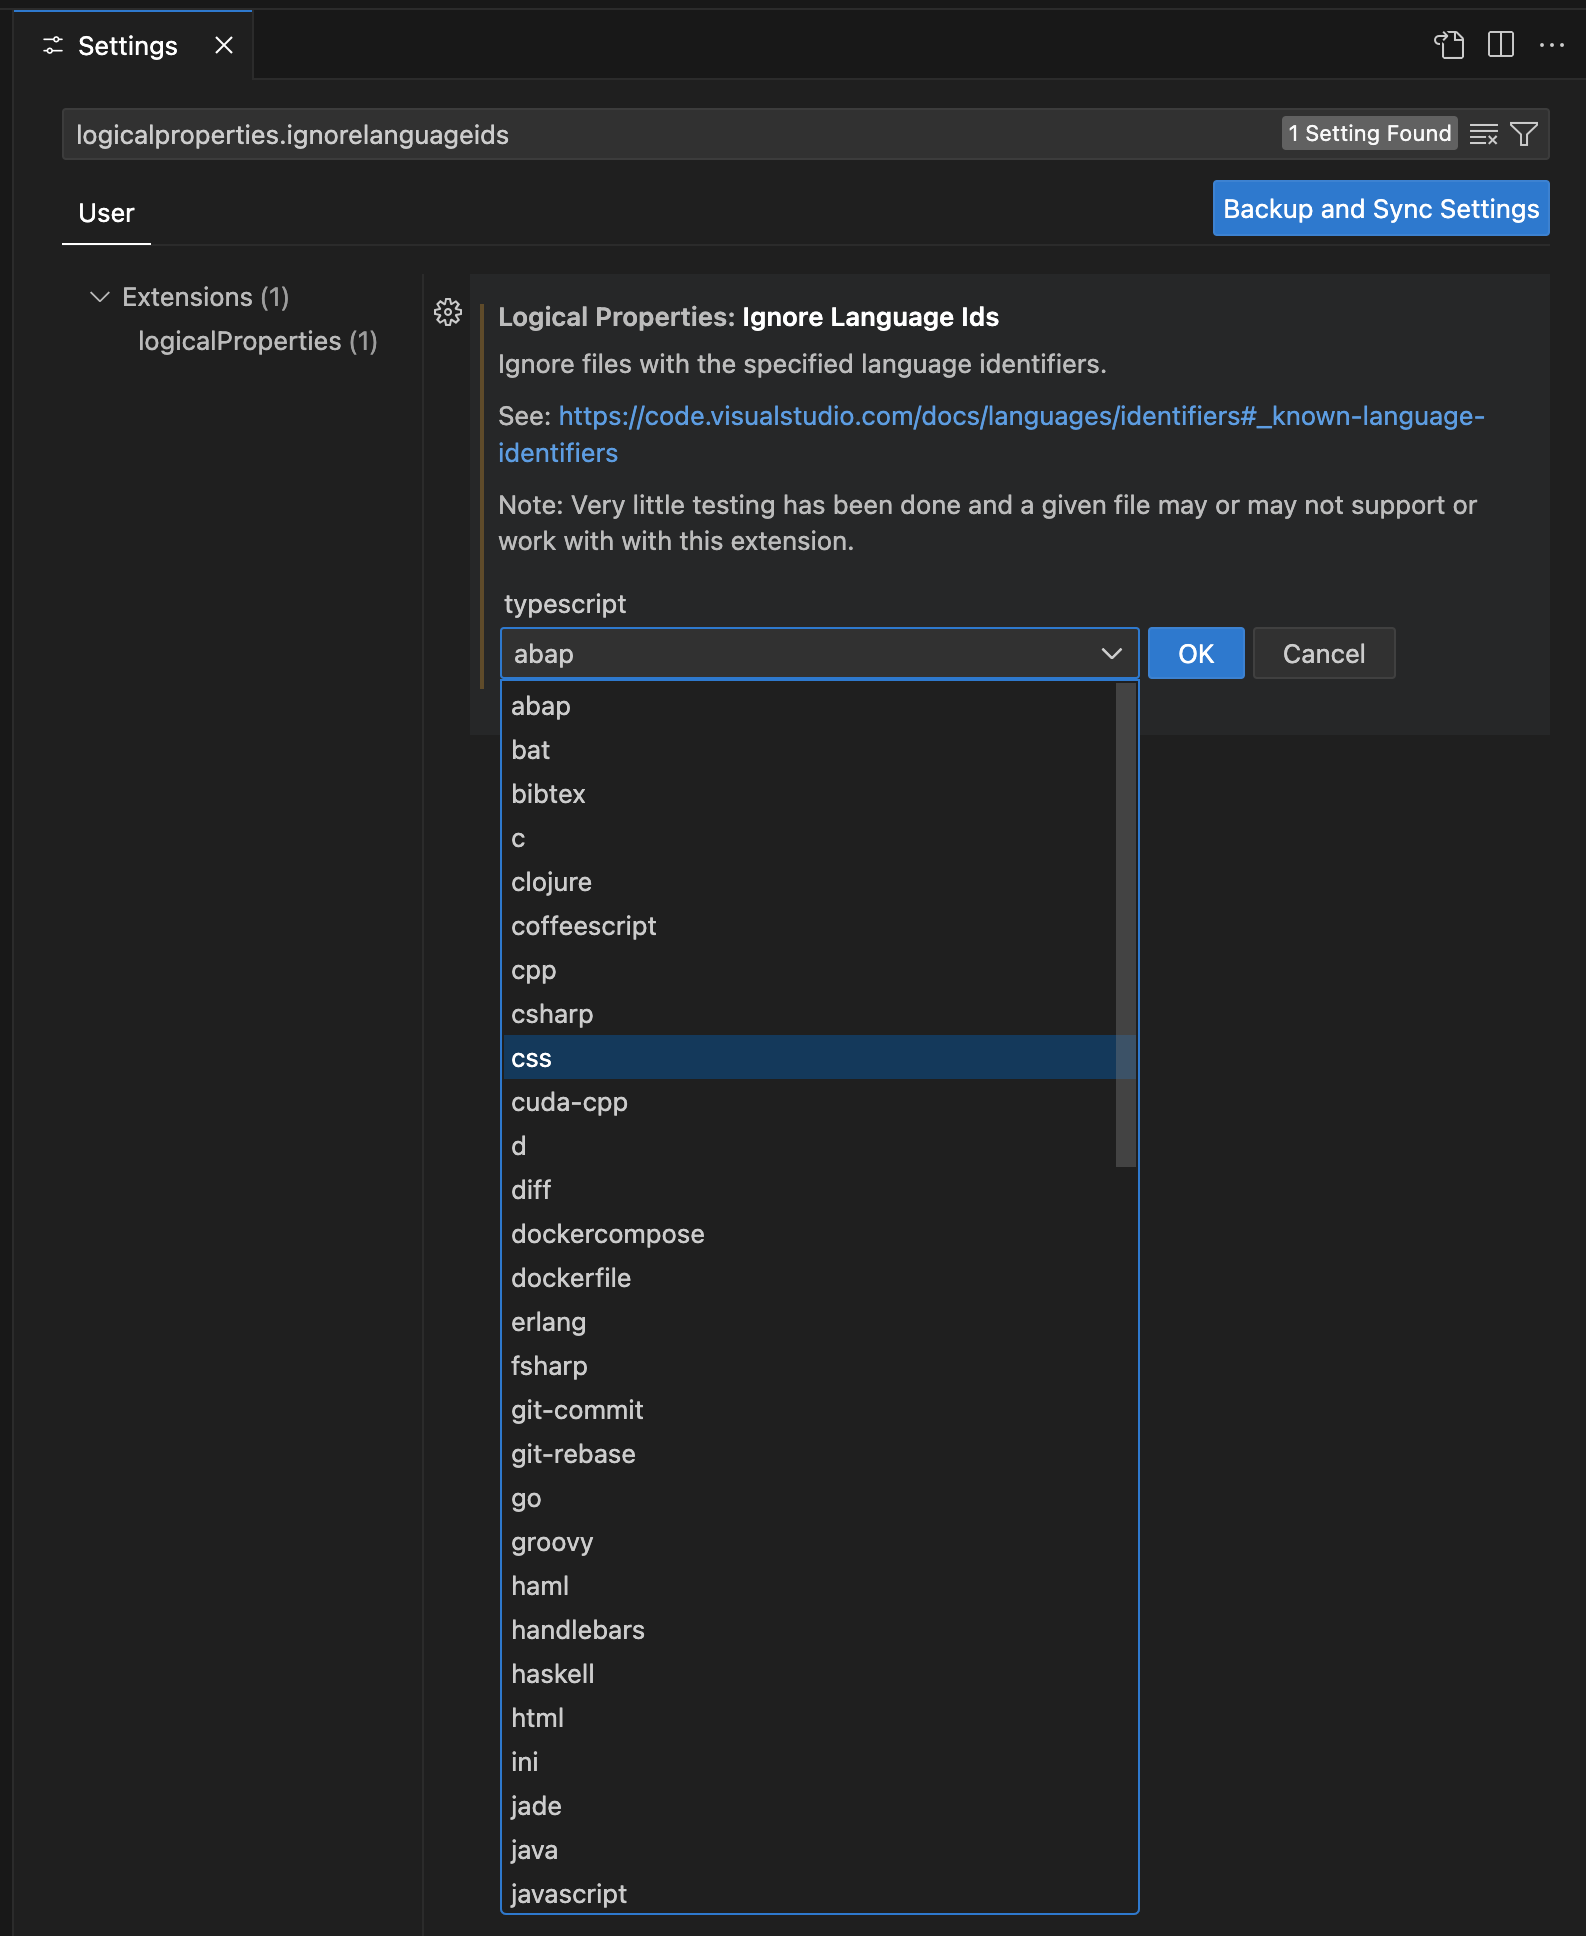 Settings
logicalproperties.ignorelanguageids
1 Setting Found
User
Backup and Sync Settings
Extensions (1)
logicalProperties (1)
Logical Properties: Ignore Language Ids
Ignore files with the specified language identifiers.
See: https://code.visualstudio.com/docs/languages/identifiers#_known-language-
identifiers
Note: Very little testing has been done and a given file may or may not support or
work with with this extension.
typescript
abap
OK
Cancel
abap
bat
bibtex
c
clojure
coffeescript
cpp
csharp
css
cuda-cpp
d
diff
dockercompose
dockerfile
erlang
fsharp
git-commit
git-rebase
go
groovy
haml
handlebars
haskell
html
ini
jade
java
javascript